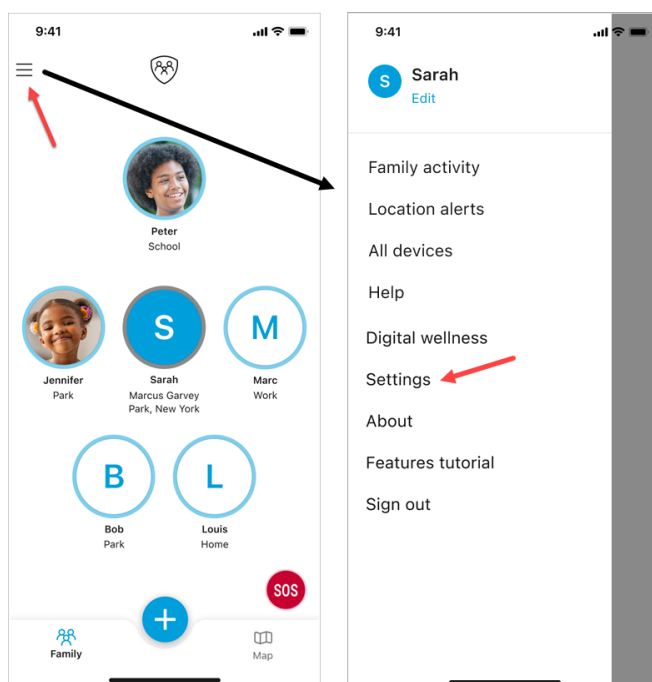 9:41
Peter
School
S
M
Jennifer
Park
Sarah
Marcus Garvey
Park, New York
Marc
Work
B
L
Bob
Park
Louis
Home
SOS
+
Family
Map
9:41
S
Sarah
Edit
Family activity
Location alerts
All devices
Help
Digital wellness
Settings
About
Features tutorial
Sign out